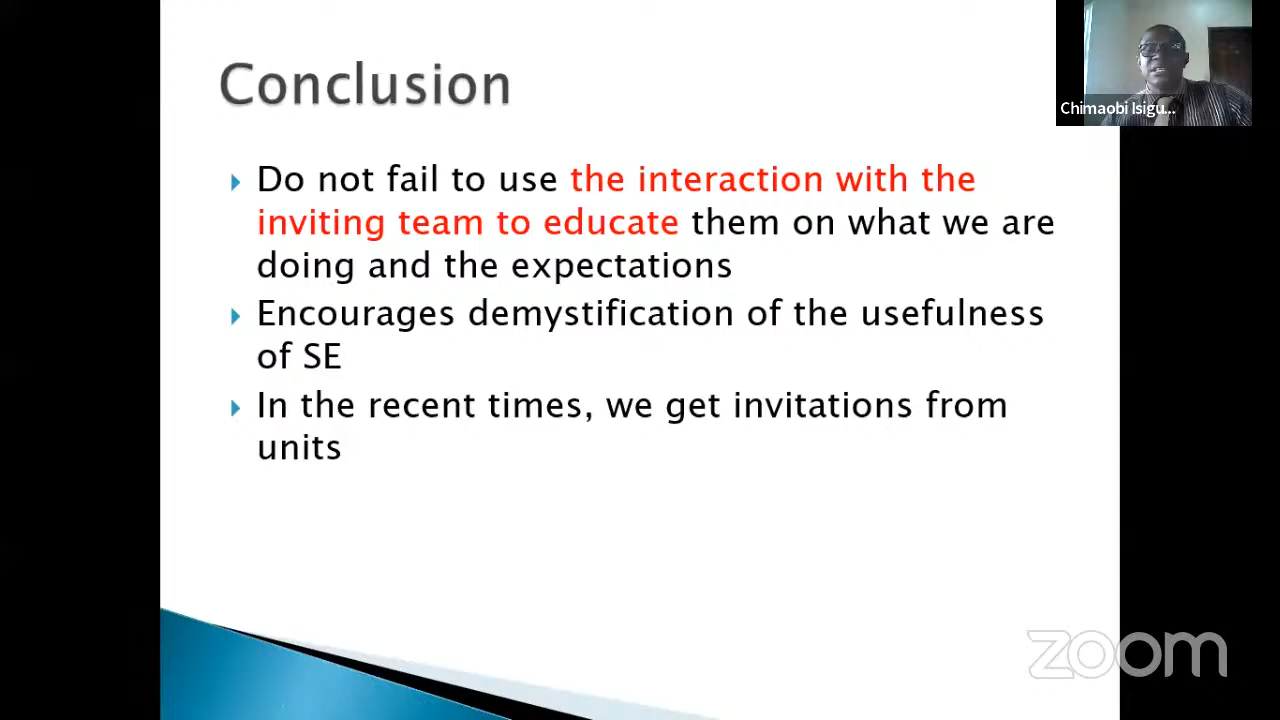 Conclusion
Chimaobi Isigu...
Do not fail to use the interaction with the
inviting team to educate them on what we are
doing and the expectations
Encourages demystification of the usefulness
of SE
In the recent times, we get invitations from
units
zoom